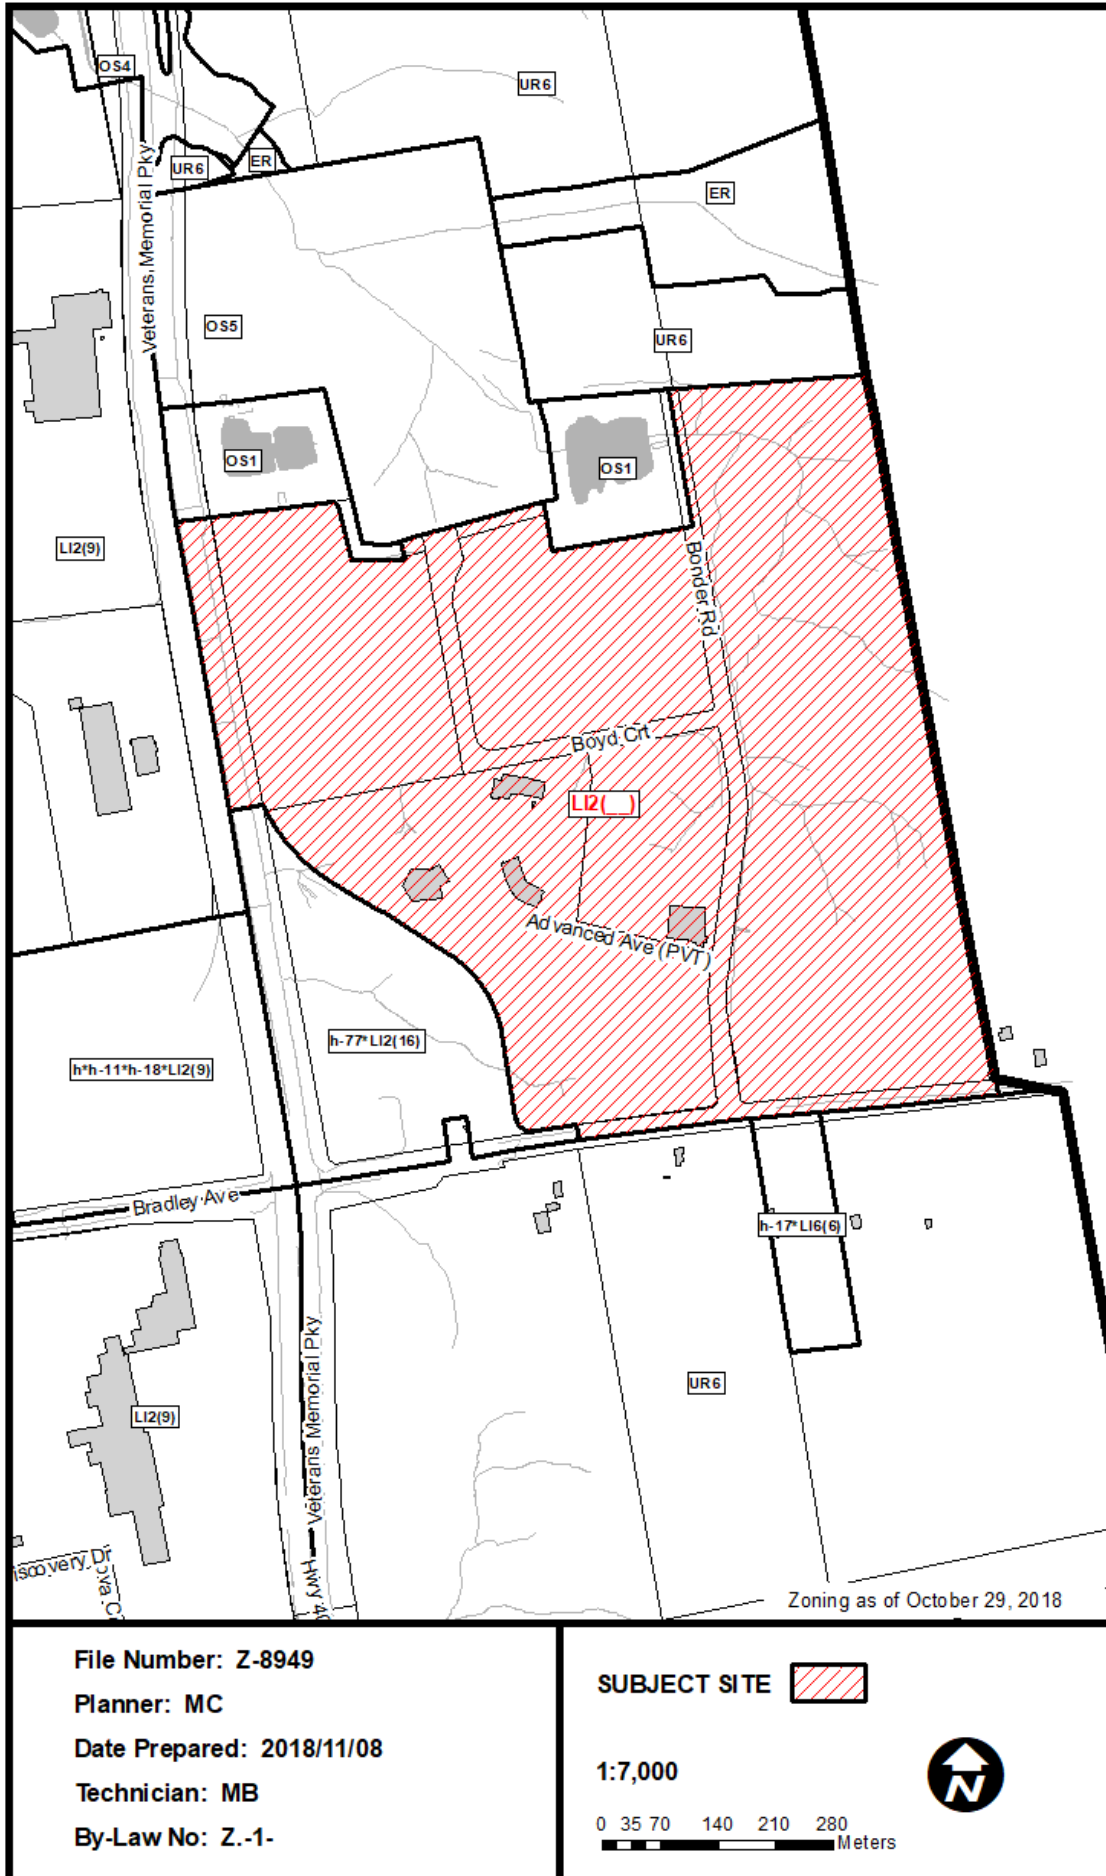 OS4
UR6
Veterans Memorial Pky
UR6
ER
ER
OS5
UR6
OS1
OS1
LI2(9)
Bonder Rd
Boyd Crt
LI2(__)
Advanced Ave (PVT)
h-77*LI2(16)
h*h-11*h-18*LI2(9)
Bradley Ave
h-17*LI6(6)
Veterans Memorial Pky
UR6
LI2(9)
iscovery Dr
Zoning as of October 29, 2018
File Number: Z-8949
Planner: MC
Date Prepared: 2018/11/08
Technician: MB
By-Law No: Z.-1-
SUBJECT SITE
1:7,000
N
0 35 70 140 210 280
Meters